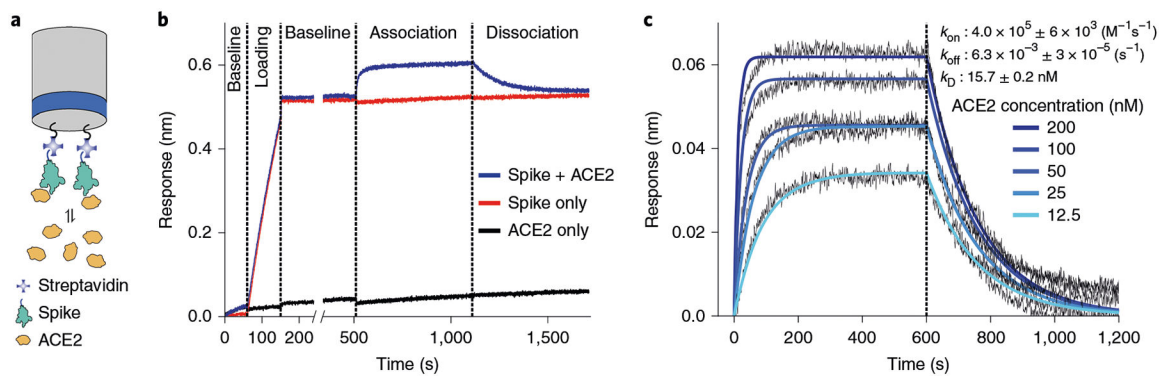 a
Streptavidin
Spike
ACE2
b
Baseline
Loading
Baseline
Association
Dissociation
Response (nm)
0.6
0.4
0.2
0.0
Spike + ACE2
Spike only
ACE2 only
0
100
500
1,000
1,500
Time (s)
c
k_on : 4.0 × 10⁵ ± 6 × 10³ (M⁻¹s⁻¹)
k_off : 6.3 × 10⁻³ ± 3 × 10⁻⁵ (s⁻¹)
k_D : 15.7 ± 0.2 nM
ACE2 concentration (nM)
200
100
50
25
12.5
Response (nm)
0.06
0.04
0.02
0.0
0
200
400
600
800
1,000
1,200
Time (s)